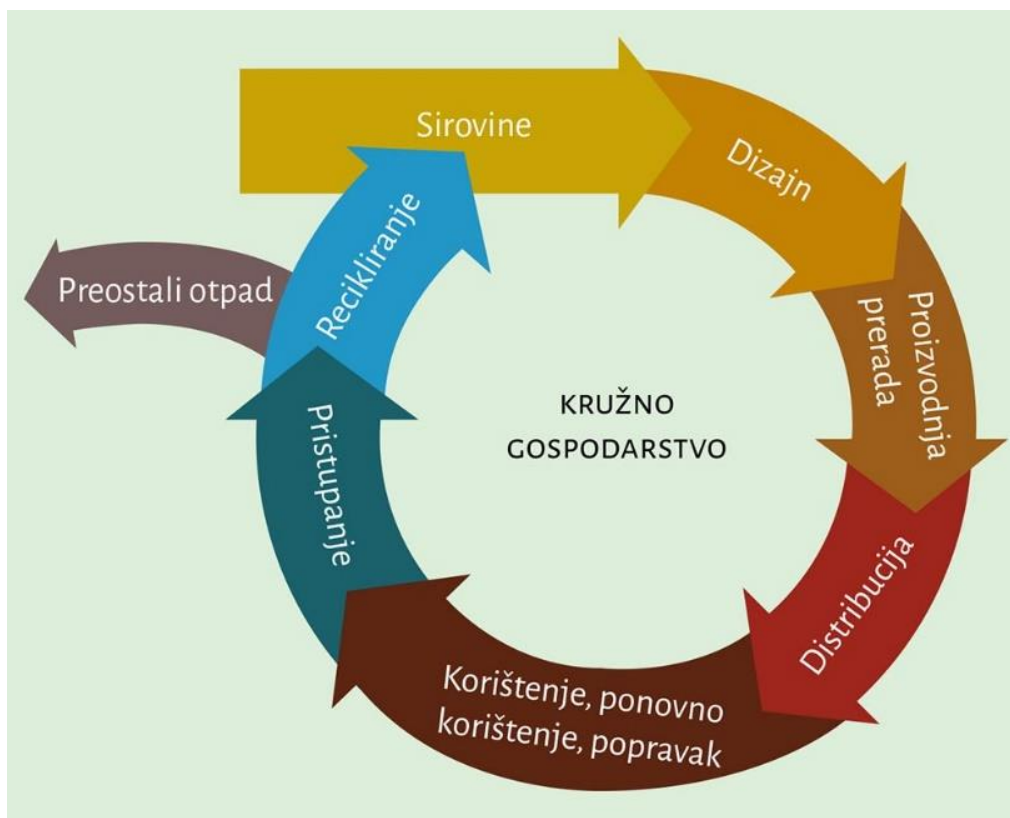 Sirovine
Dizajn
Proizvodnja
prerada
Distribucija
Korištenje, ponovno
korištenje, popravak
Pristupanje
Recikliranje
Preostali otpad
KRUŽNO
GOSPODARSTVO